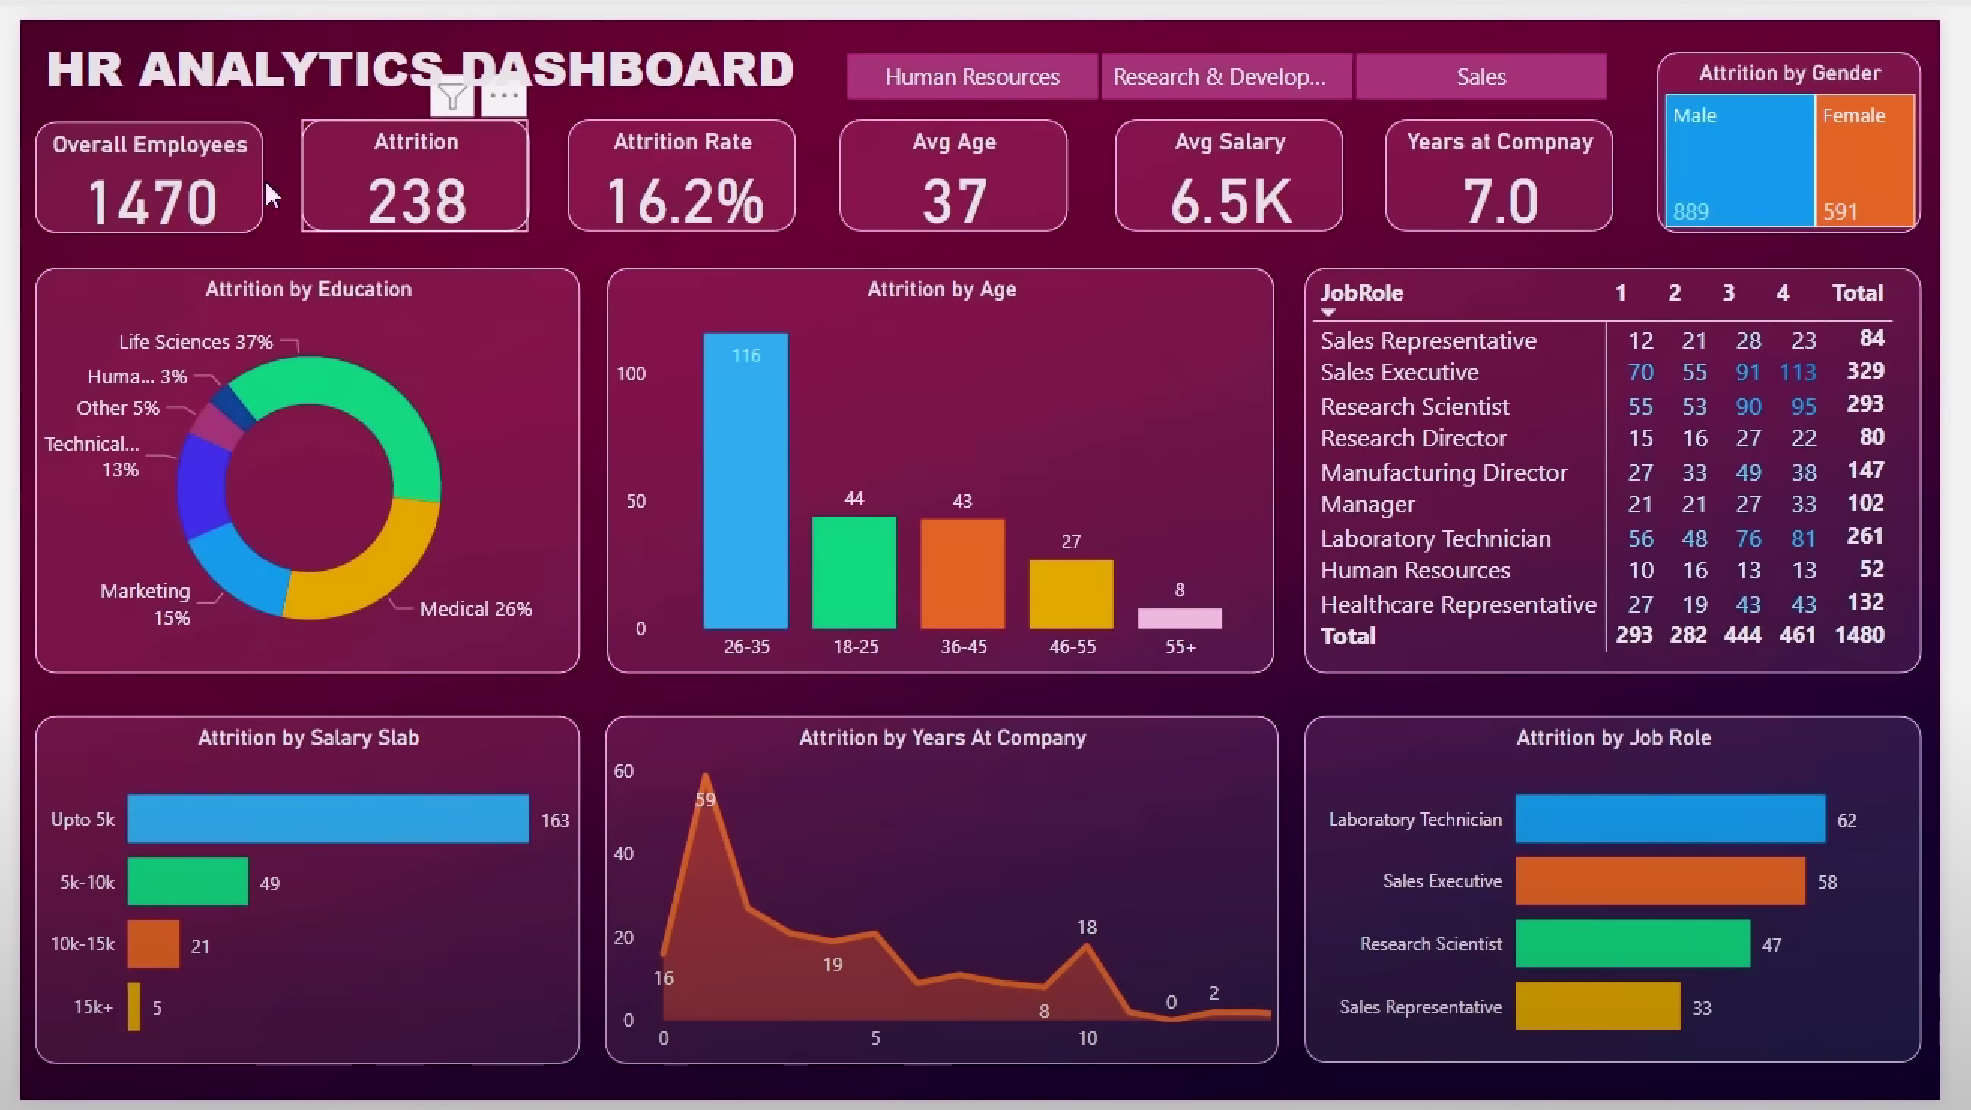 HR ANALYTICS DASHBOARD
Human Resources
Research & Develop...
Sales
Overall Employees
1470
Attrition
238
Attrition Rate
16.2%
Avg Age
37
Avg Salary
6.5K
Years at Compnay
7.0
Attrition by Gender
Male
Female
889
591
Attrition by Education
Life Sciences 37%
Huma... 3%
Other 5%
Technical...
13%
Marketing
15%
Medical 26%
Attrition by Age
100
50
0
116
44
43
27
8
26-35
18-25
36-45
46-55
55+
JobRole 1 2 3 4 Total
Sales Representative 12 21 28 23 84
Sales Executive 70 55 91 113 329
Research Scientist 55 53 90 95 293
Research Director 15 16 27 22 80
Manufacturing Director 27 33 49 38 147
Manager 21 21 27 33 102
Laboratory Technician 56 48 76 81 261
Human Resources 10 16 13 13 52
Healthcare Representative 27 19 43 43 132
Total 293 282 444 461 1480
Attrition by Salary Slab
Upto 5k 163
5k-10k 49
10k-15k 21
15k+ 5
Attrition by Years At Company
60
40
20
0
16
59
19
8
18
0
2
0
5
10
Attrition by Job Role
Laboratory Technician 62
Sales Executive 58
Research Scientist 47
Sales Representative 33